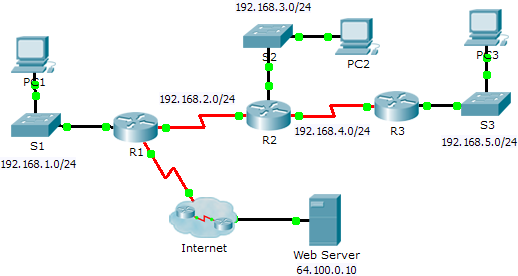 192.168.3.0/24
S2
PC2
PC3
PC1
192.168.2.0/24
S1
192.168.1.0/24
R1
R2
192.168.4.0/24
R3
S3
192.168.5.0/24
Internet
Web Server
64.100.0.10